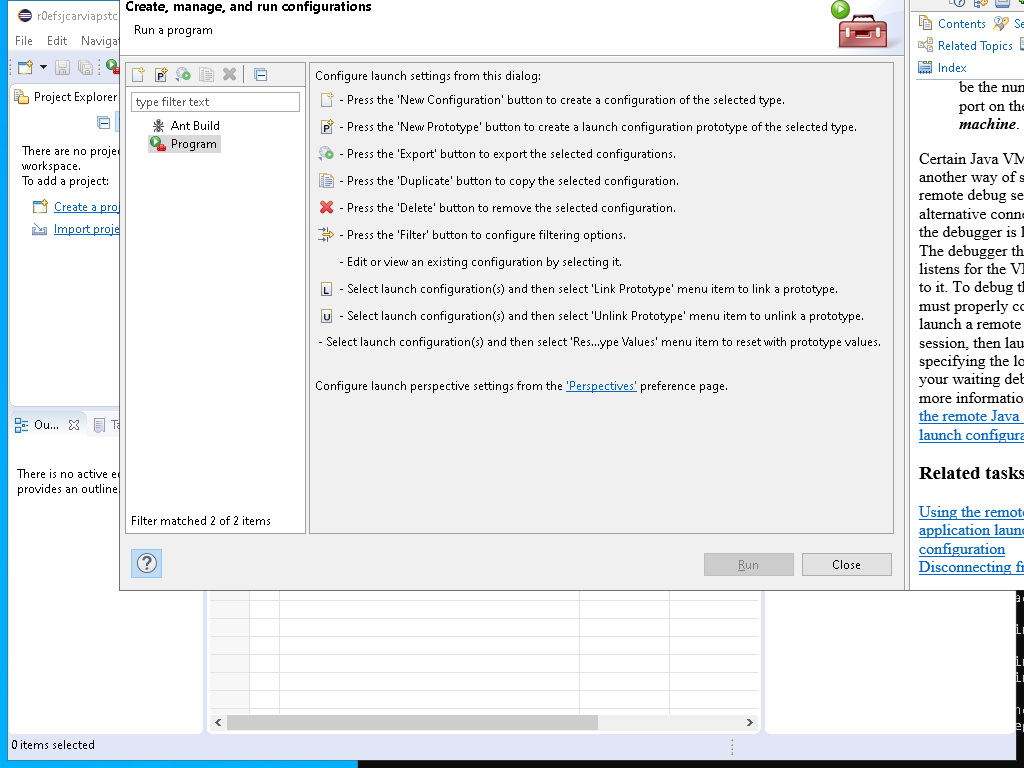 r0efsjcarviapstc
File Edit Naviga
Project Explorer
There are no proje
workspace.
To add a project:
Create a proj
Import proje
Ou...
Ta
There is no active e
provides an outline.
0 items selected
Create, manage, and run configurations
Run a program
type filter text
Ant Build
Program
Filter matched 2 of 2 items
Configure launch settings from this dialog:
- Press the 'New Configuration' button to create a configuration of the selected type.
P - Press the 'New Prototype' button to create a launch configuration prototype of the selected type.
- Press the 'Export' button to export the selected configurations.
- Press the 'Duplicate' button to copy the selected configuration.
- Press the 'Delete' button to remove the selected configuration.
- Press the 'Filter' button to configure filtering options.
- Edit or view an existing configuration by selecting it.
L - Select launch configuration(s) and then select 'Link Prototype' menu item to link a prototype.
U - Select launch configuration(s) and then select 'Unlink Prototype' menu item to unlink a prototype.
- Select launch configuration(s) and then select 'Res...ype Values' menu item to reset with prototype values.
Configure launch perspective settings from the 'Perspectives' preference page.
?
Run Close
Contents Se
Related Topics
Index
be the num
port on the
machine.
Certain Java VM
another way of s
remote debug se
alternative conne
the debugger is l
The debugger th
listens for the VM
to it. To debug th
must properly co
launch a remote
session, then lau
specifying the lo
your waiting deb
more informatio
the remote Java
launch configura
Related tasks
Using the remote
application laun
configuration
Disconnecting fr